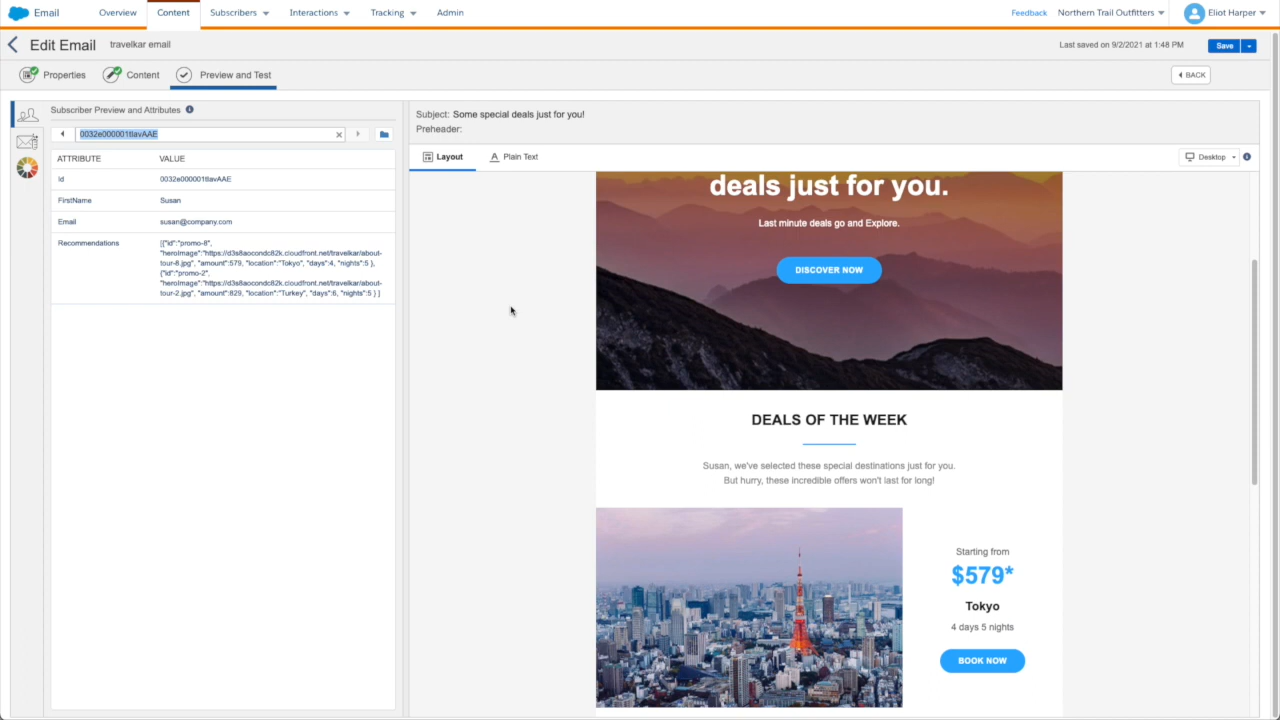 Email
Overview
Content
Subscribers
Interactions
Tracking
Admin
Feedback
Northern Trail Outfitters
Eliot Harper
Edit Email
travelkar email
Last saved on 9/2/2021 at 1:48 PM
Save
Properties
Content
Preview and Test
BACK
Subscriber Preview and Attributes
0032e000001tlavAAE
ATTRIBUTE VALUE
Id 0032e000001tlavAAE
FirstName Susan
Email susan@company.com
Recommendations [{"id":"promo-8",
"heroImage":"https://d3s8aocondc82k.cloudfront.net/travelkar/about-
tour-8.jpg", "amount":579, "location":"Tokyo", "days":4, "nights":5 },
{"id":"promo-2",
"heroImage":"https://d3s8aocondc82k.cloudfront.net/travelkar/about-
tour-2.jpg", "amount":829, "location":"Turkey", "days":6, "nights":5 } ]
Subject: Some special deals just for you!
Preheader:
Layout
Plain Text
Desktop
deals just for you.
Last minute deals go and Explore.
DISCOVER NOW
DEALS OF THE WEEK
Susan, we've selected these special destinations just for you.
But hurry, these incredible offers won't last for long!
Starting from
$579*
Tokyo
4 days 5 nights
BOOK NOW